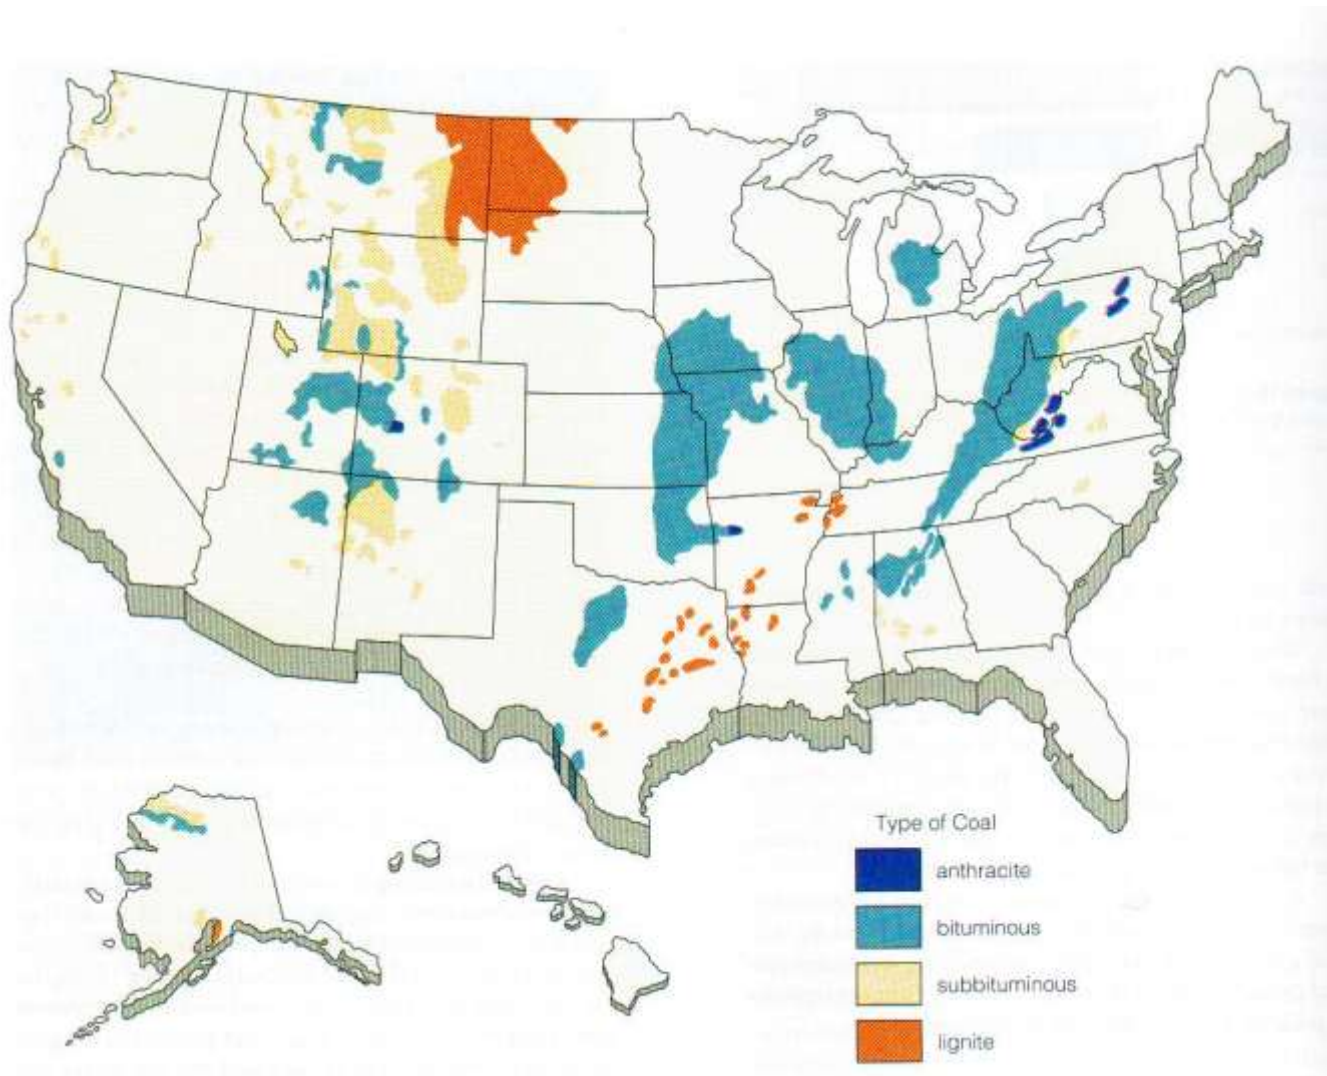 Type of Coal
anthracite
bituminous
subbituminous
lignite